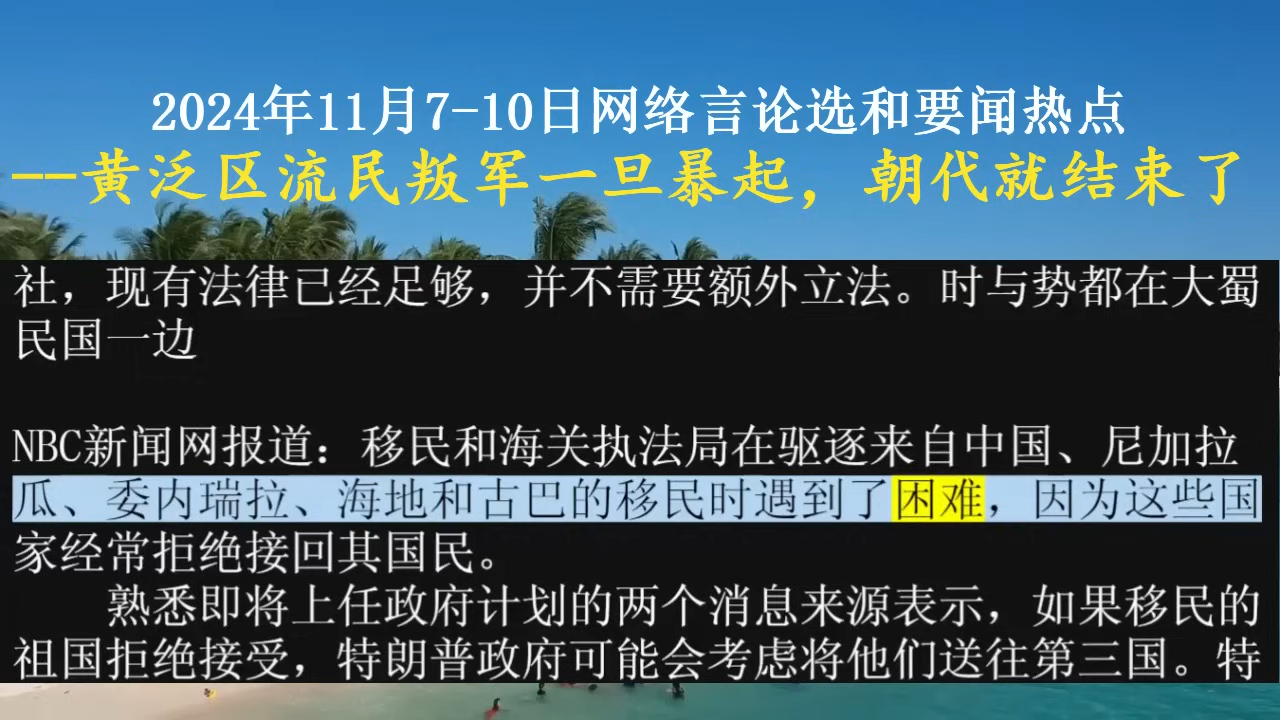 2024年11月7-10日网络言论选和要闻热点
--黄泛区流民叛军一旦暴起，朝代就结束了
社，现有法律已经足够，并不需要额外立法。时与势都在大蜀
民国一边
NBC新闻网报道：移民和海关执法局在驱逐来自中国、尼加拉
瓜、委内瑞拉、海地和古巴的移民时遇到了困难，因为这些国
家经常拒绝接回其国民。
熟悉即将上任政府计划的两个消息来源表示，如果移民的
祖国拒绝接受，特朗普政府可能会考虑将他们送往第三国。特